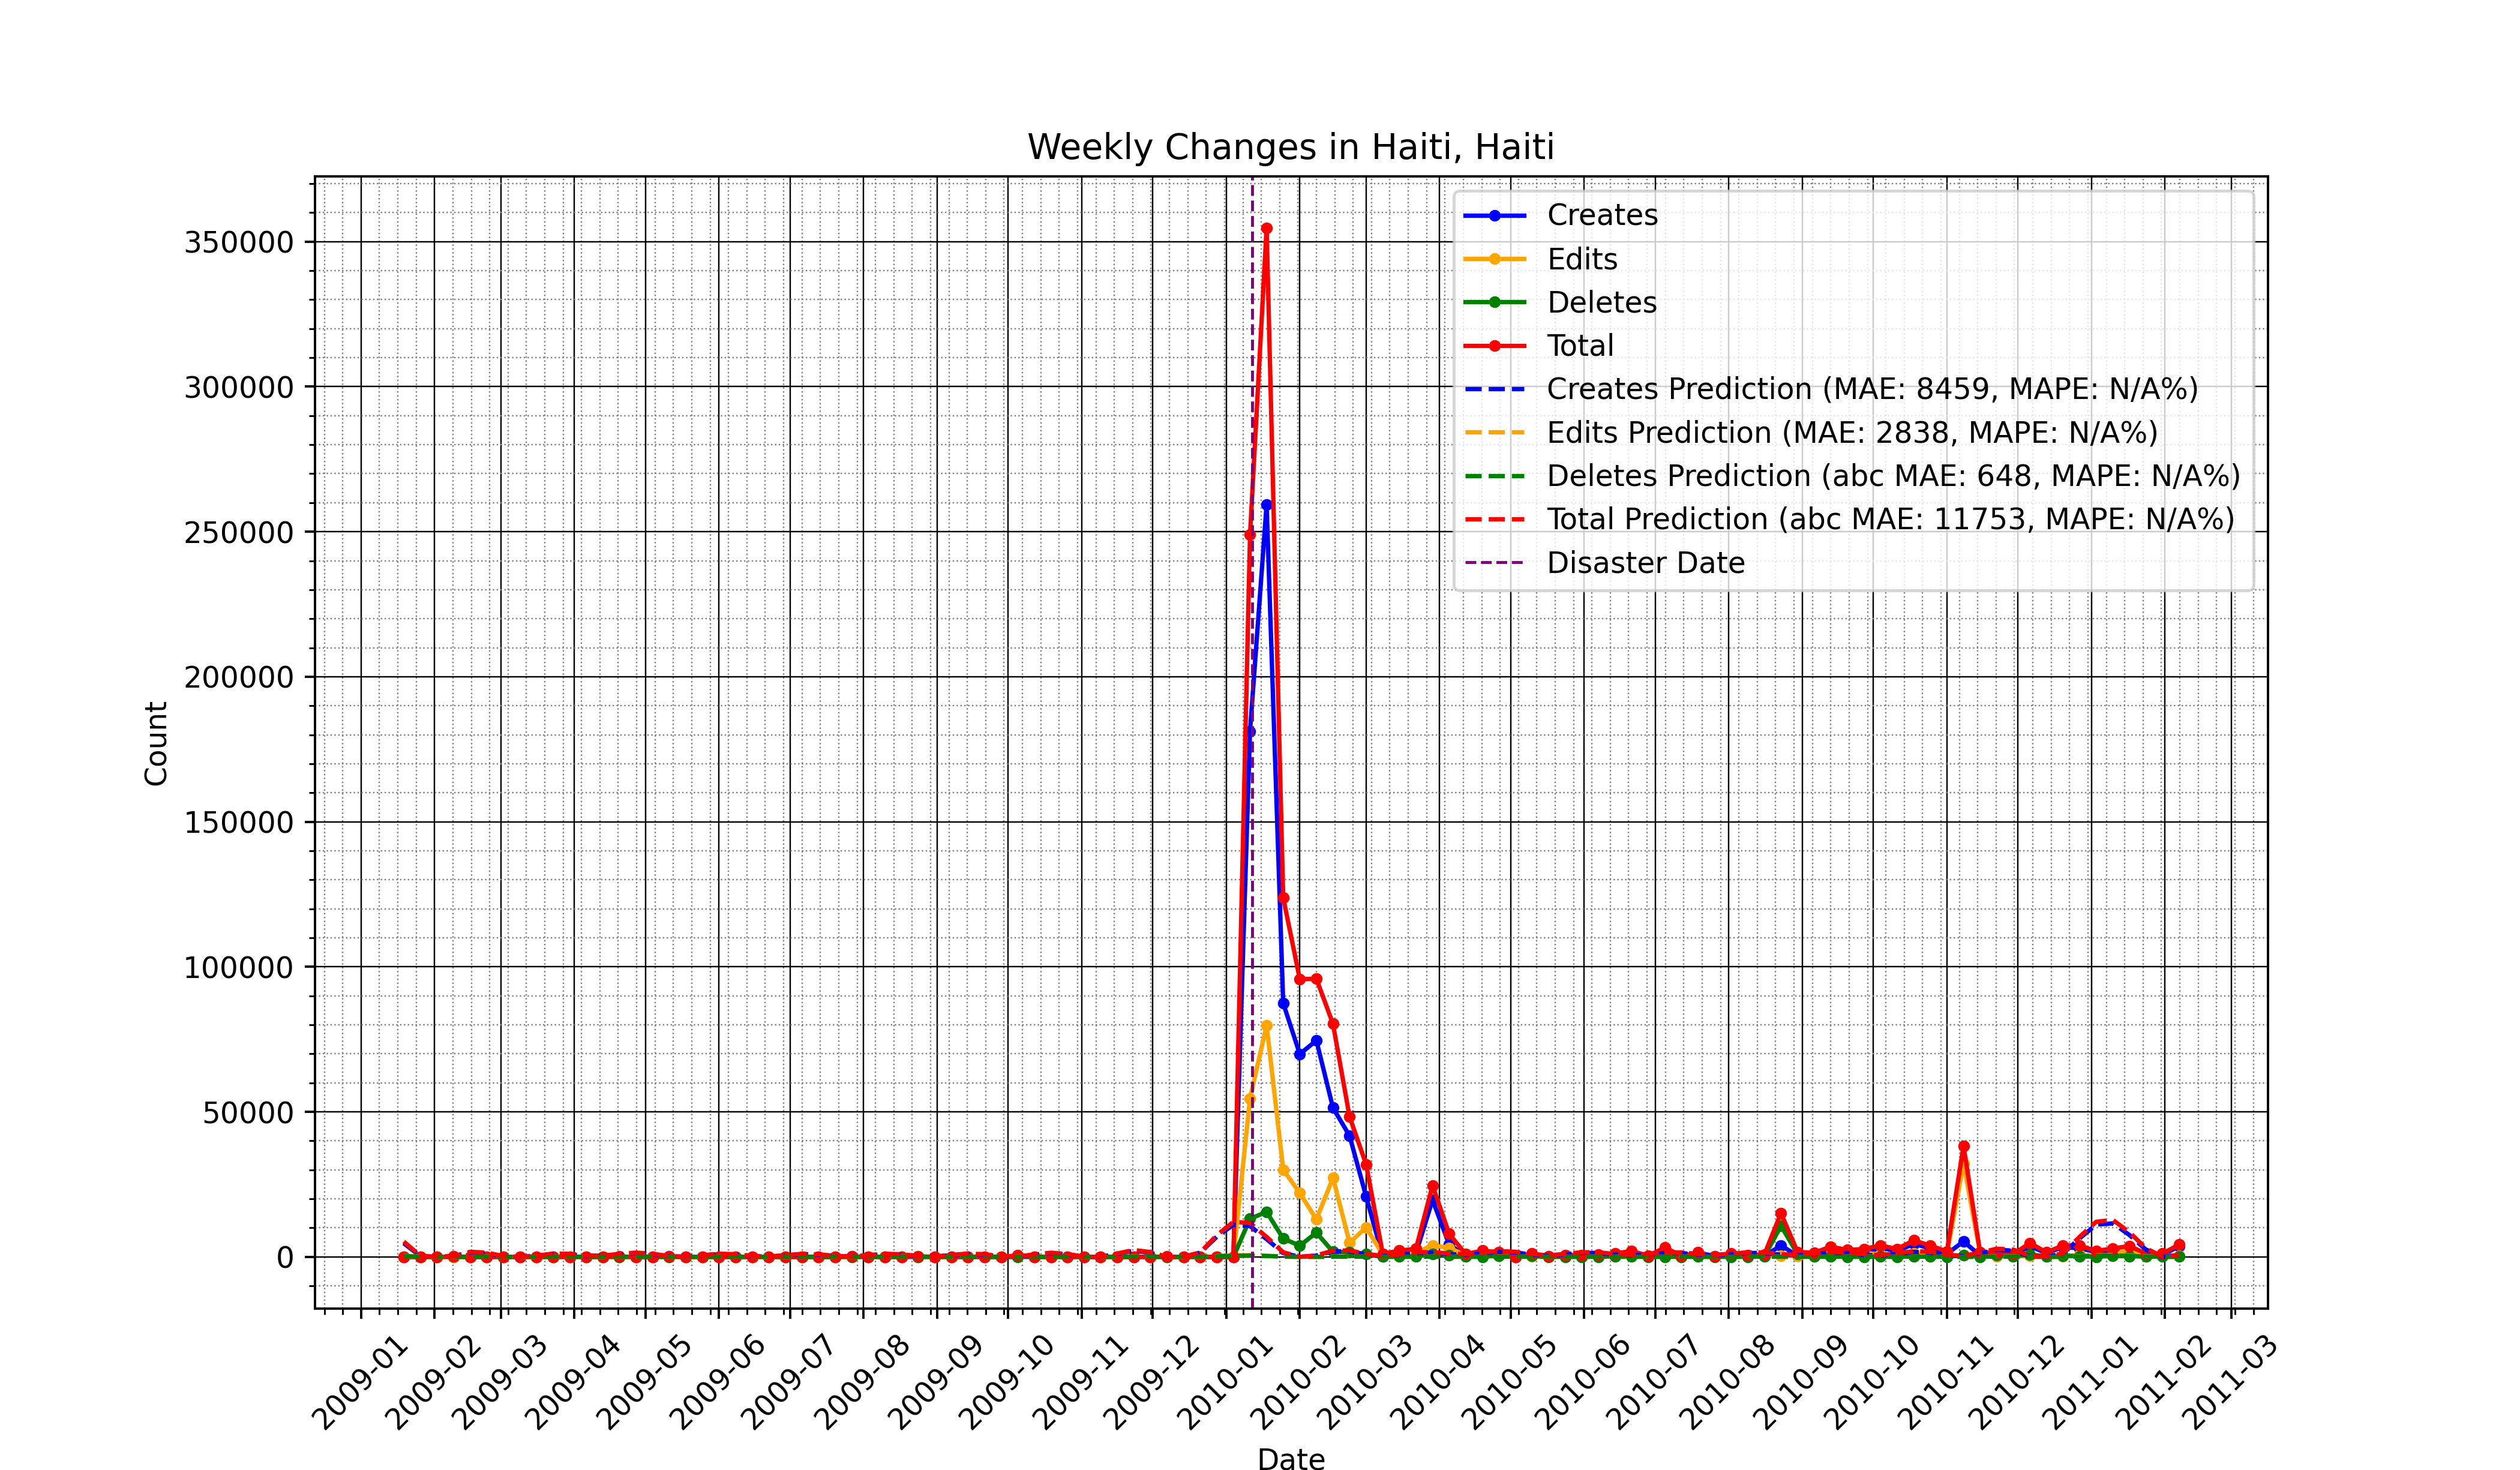 Weekly Changes in Haiti, Haiti
Creates
Edits
Deletes
Total
Creates Prediction (MAE: 8459, MAPE: N/A%)
Edits Prediction (MAE: 2838, MAPE: N/A%)
Deletes Prediction (abc MAE: 648, MAPE: N/A%)
Total Prediction (abc MAE: 11753, MAPE: N/A%)
Disaster Date
Count
350000
300000
250000
200000
150000
100000
50000
0
2009-01
2009-02
2009-03
2009-04
2009-05
2009-06
2009-07
2009-08
2009-09
2009-10
2009-11
2009-12
2010-01
2010-02
2010-03
2010-04
2010-05
2010-06
2010-07
2010-08
2010-09
2010-10
2010-11
2010-12
2011-01
2011-02
2011-03
Date